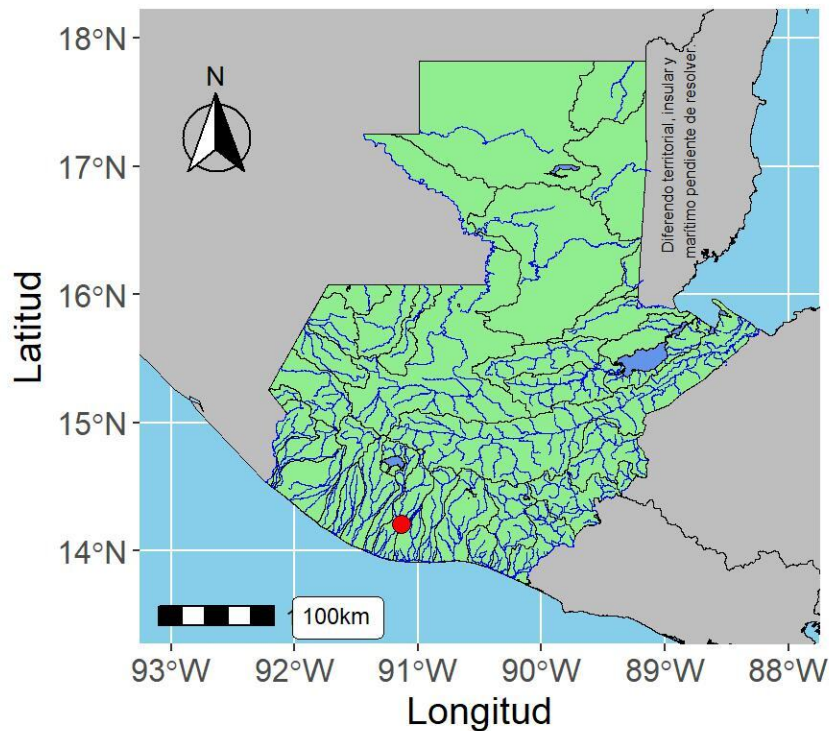 18°N
17°N
16°N
15°N
14°N
Latitud
N
Diferendo territorial, insular y
marítimo pendiente de resolver.
100km
93°W 92°W 91°W 90°W 89°W 88°W
Longitud